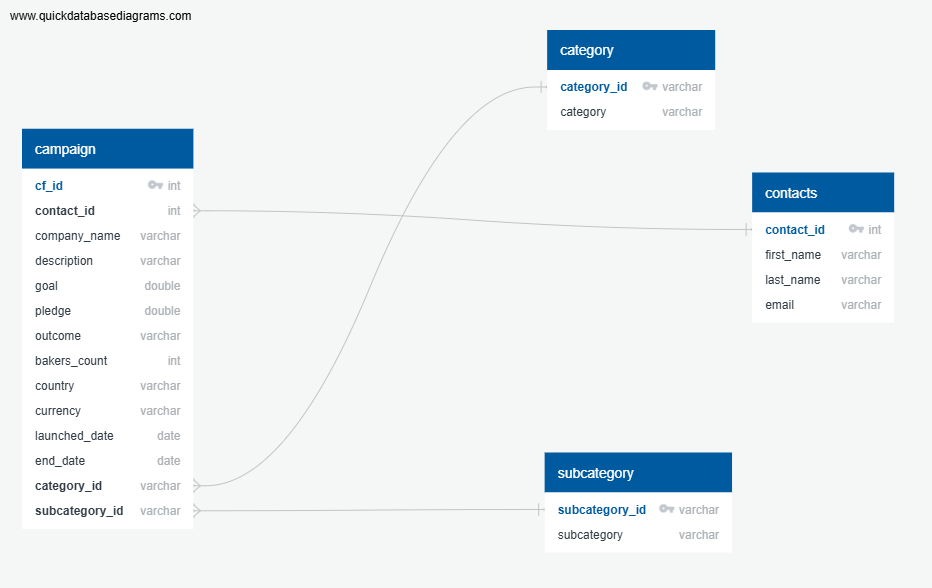 www.quickdatabasediagrams.com
category
category_id varchar
category varchar
campaign
cf_id int
contact_id int
company_name varchar
description varchar
goal double
pledge double
outcome varchar
bakers_count int
country varchar
currency varchar
launched_date date
end_date date
category_id varchar
subcategory_id varchar
contacts
contact_id int
first_name varchar
last_name varchar
email varchar
subcategory
subcategory_id varchar
subcategory varchar